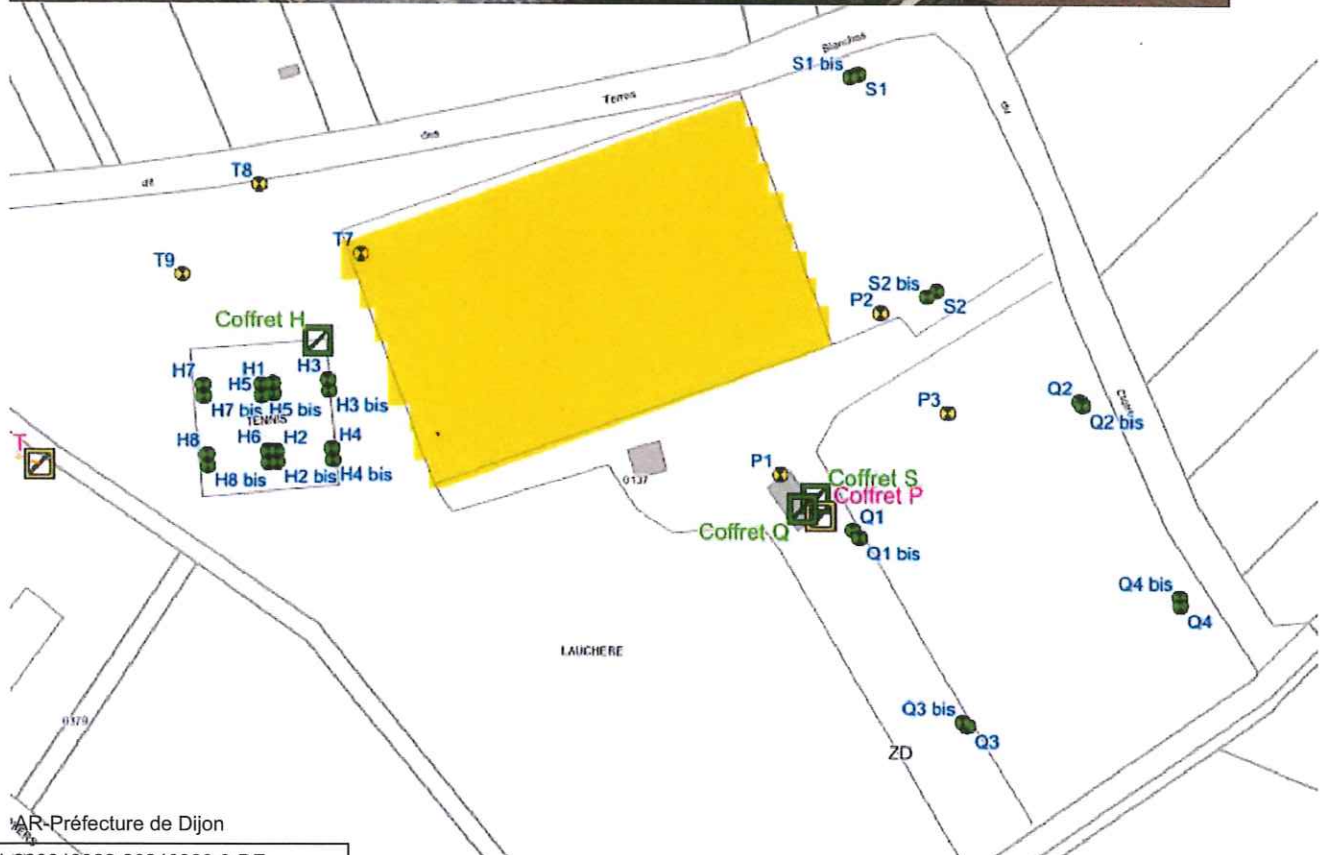 Blanches
S1 bis
S1
Terres
des
dit
du
T8
T7
T9
S2 bis
S2
P2
Coffret H
H7
H1
H3
H5
H7 bis
H5 bis
H3 bis
TENNIS
H8
H6
H2
H4
H8 bis
H2 bis
H4 bis
T
Q2
Q2 bis
P3
P1
0137
Coffret S
Coffret P
Coffret Q
Q1
Q1 bis
Q4 bis
Q4
LAUCHERE
0379
Q3 bis
Q3
ZD
AR-Préfecture de Dijon